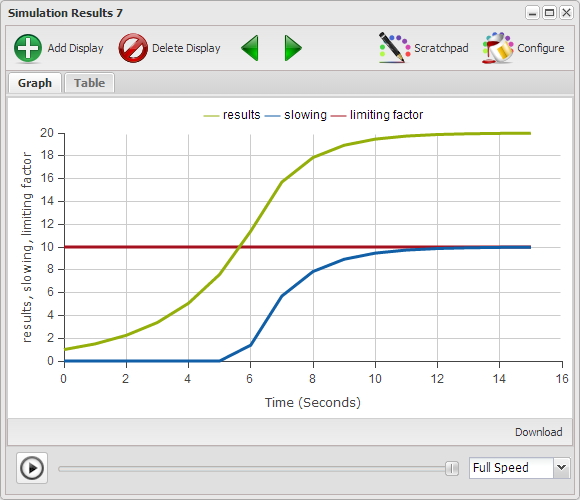 Simulation Results 7
Add Display Delete Display Scratchpad Configure
Graph Table
results slowing limiting factor
results, slowing, limiting factor
20
18
16
14
12
10
8
6
4
2
0
0 2 4 6 8 10 12 14 16
Time (Seconds)
Download
Full Speed